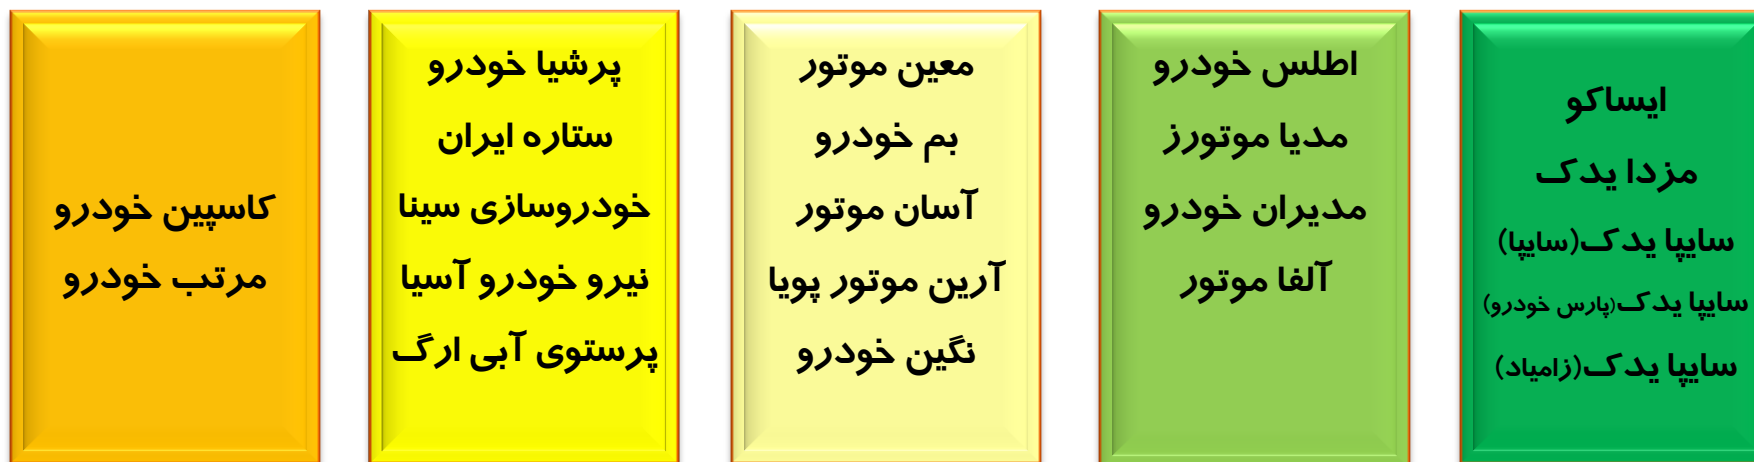 ایساکو
مزدا یدک
سایپا یدک(سایپا)
سایپا یدک(پارس خودرو)
سایپا یدک(زامیاد)
اطلس خودرو
مدیا موتورز
مدیران خودرو
آلفا موتور
معین موتور
بم خودرو
آسان موتور
آرین موتور پویا
نگین خودرو
پرشیا خودرو
ستاره ایران
خودروسازی سینا
نیرو خودرو آسیا
پرستوی آبی ارگ
کاسپین خودرو
مرتب خودرو